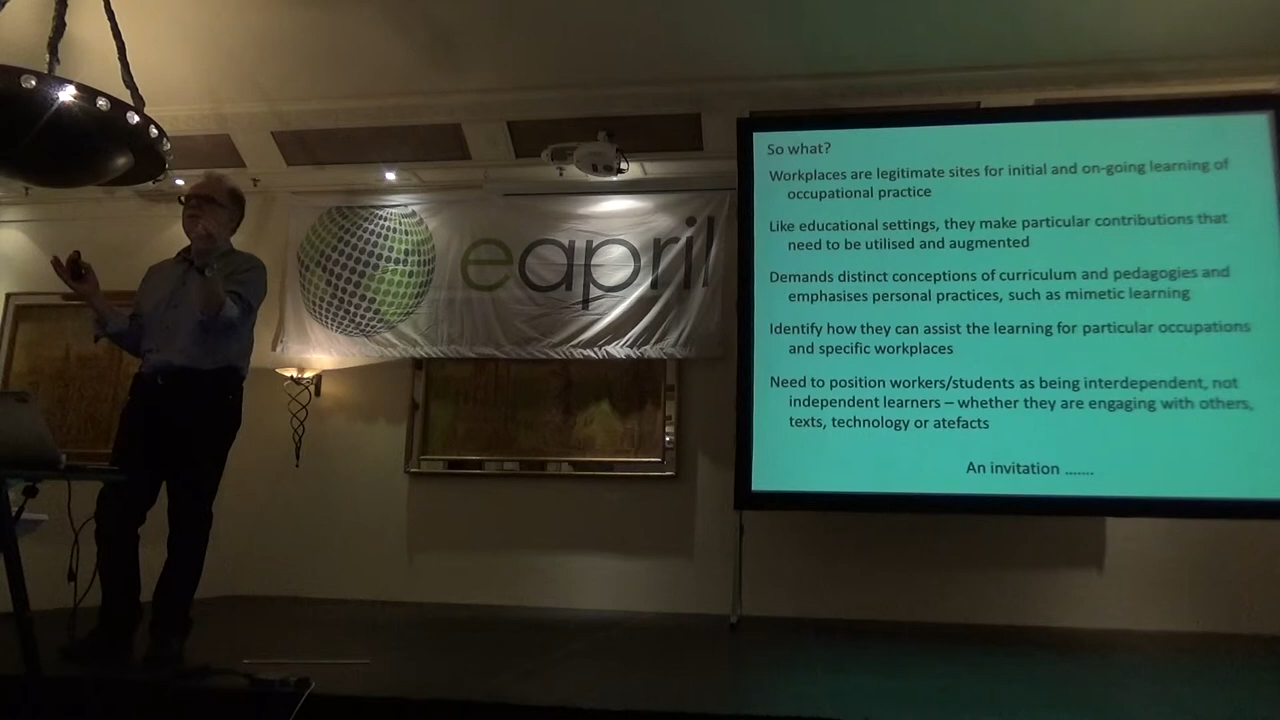 eapril
So what?
Workplaces are legitimate sites for initial and on-going learning of
occupational practice
Like educational settings, they make particular contributions that
need to be utilised and augmented
Demands distinct conceptions of curriculum and pedagogies and
emphasises personal practices, such as mimetic learning
Identify how they can assist the learning for particular occupations
and specific workplaces
Need to position workers/students as being interdependent, not
independent learners – whether they are engaging with others,
texts, technology or atefacts
An invitation .......